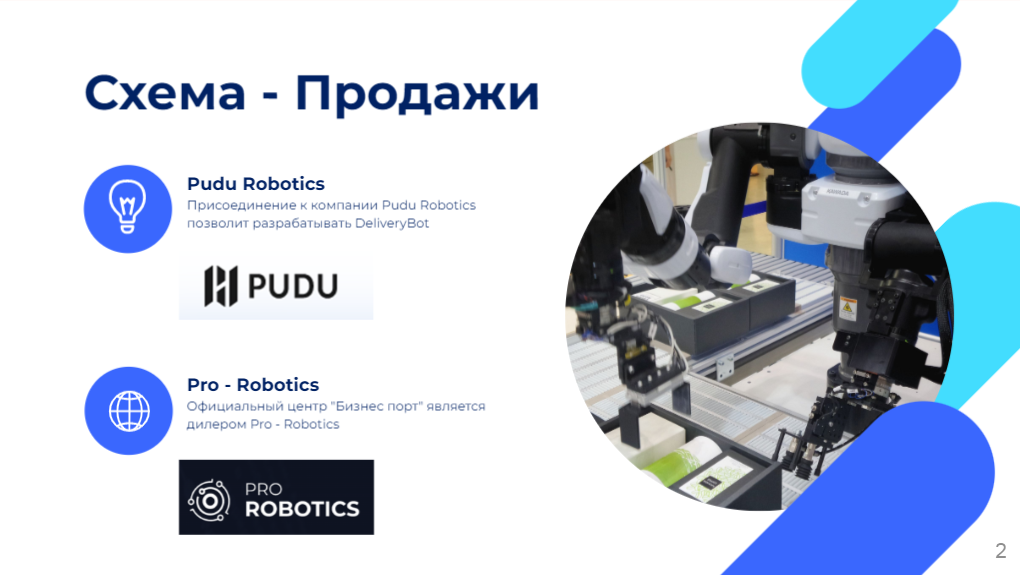 Схема - Продажи
Pudu Robotics
Присоединение к компании Pudu Robotics
позволит разрабатывать DeliveryBot
PUDU
Pro - Robotics
Официальный центр "Бизнес порт" является
дилером Pro - Robotics
PRO
ROBOTICS
2